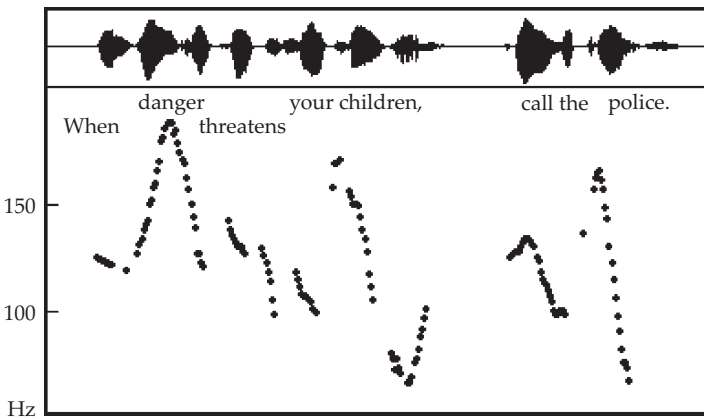 danger your children, call the police.
When threatens
150
100
Hz